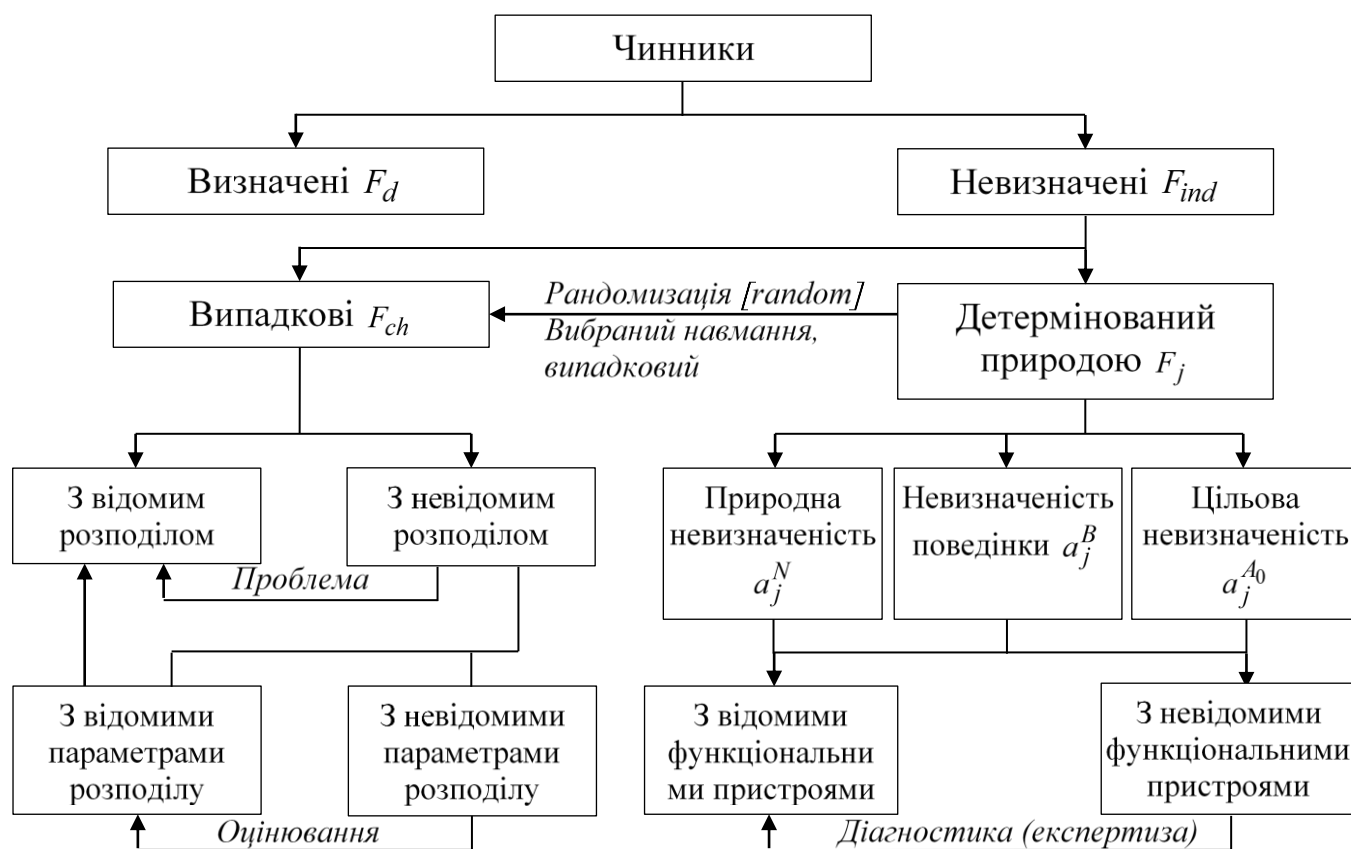 Чинники
Визначені F_d
Невизначені F_ind
Випадкові F_ch
Рандомизація [random]
Вибраний навмання,
випадковий
Детермінований
природою F_j
З відомим
розподілом
З невідомим
розподілом
Природна
невизначеність
a_j^N
Невизначеність
поведінки a_j^B
Цільова
невизначеність
a_j^{A_0}
Проблема
З відомими
параметрами
розподілу
З невідомими
параметрами
розподілу
З відомими
функціональни
ми пристроями
З невідомими
функціональними
пристроями
Оцінювання
Діагностика (експертиза)